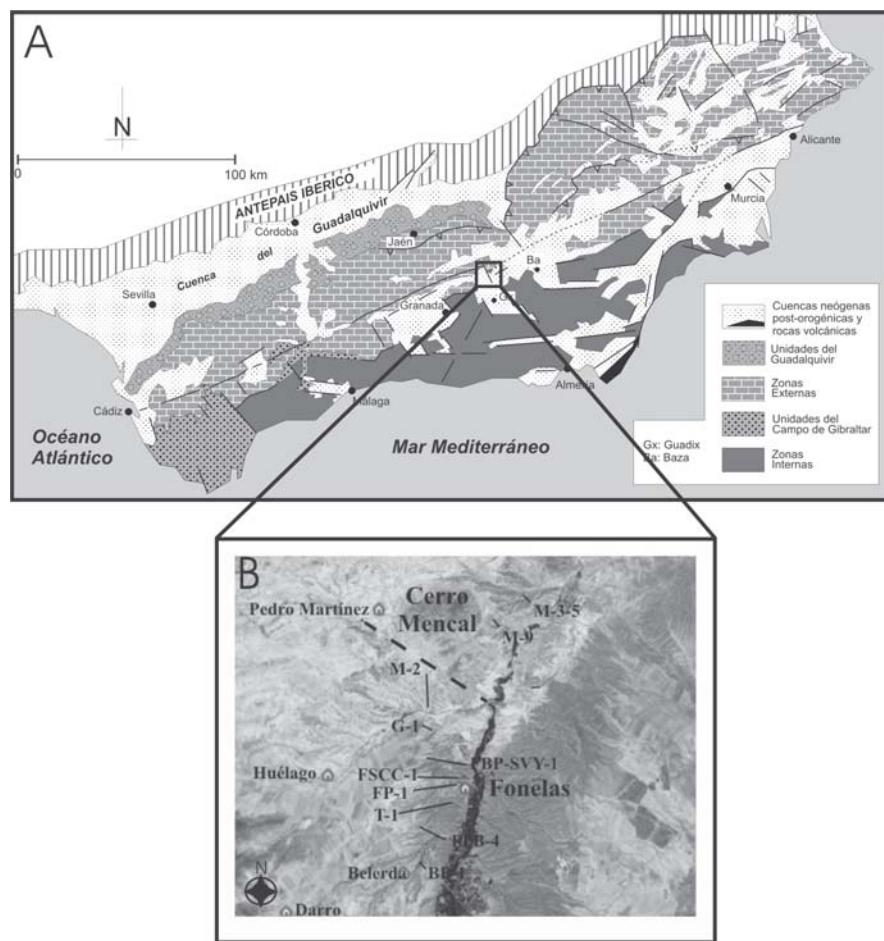 A
N
0
100 km
ANTEPAIS IBERICO
Córdoba
Cuenca del Guadalquivir
Jaén
Sevilla
Granada
Ba
Alicante
Murcia
Almería
Málaga
Cádiz
Océano
Atlántico
Mar Mediterráneo
Cuencas neógenas
post-orogénicas y
rocas volcánicas
Unidades del
Guadalquivir
Zonas
Externas
Unidades del
Campo de Gibraltar
Zonas
Internas
Gx: Guadix
Ba: Baza
B
Cerro
Mencal
Pedro Martínez
M-3-5
M-9
M-2
G-1
BP-SVY-1
Huélago
FSCC-1
FP-1
Fonelas
T-1
Belerda
Darro
N